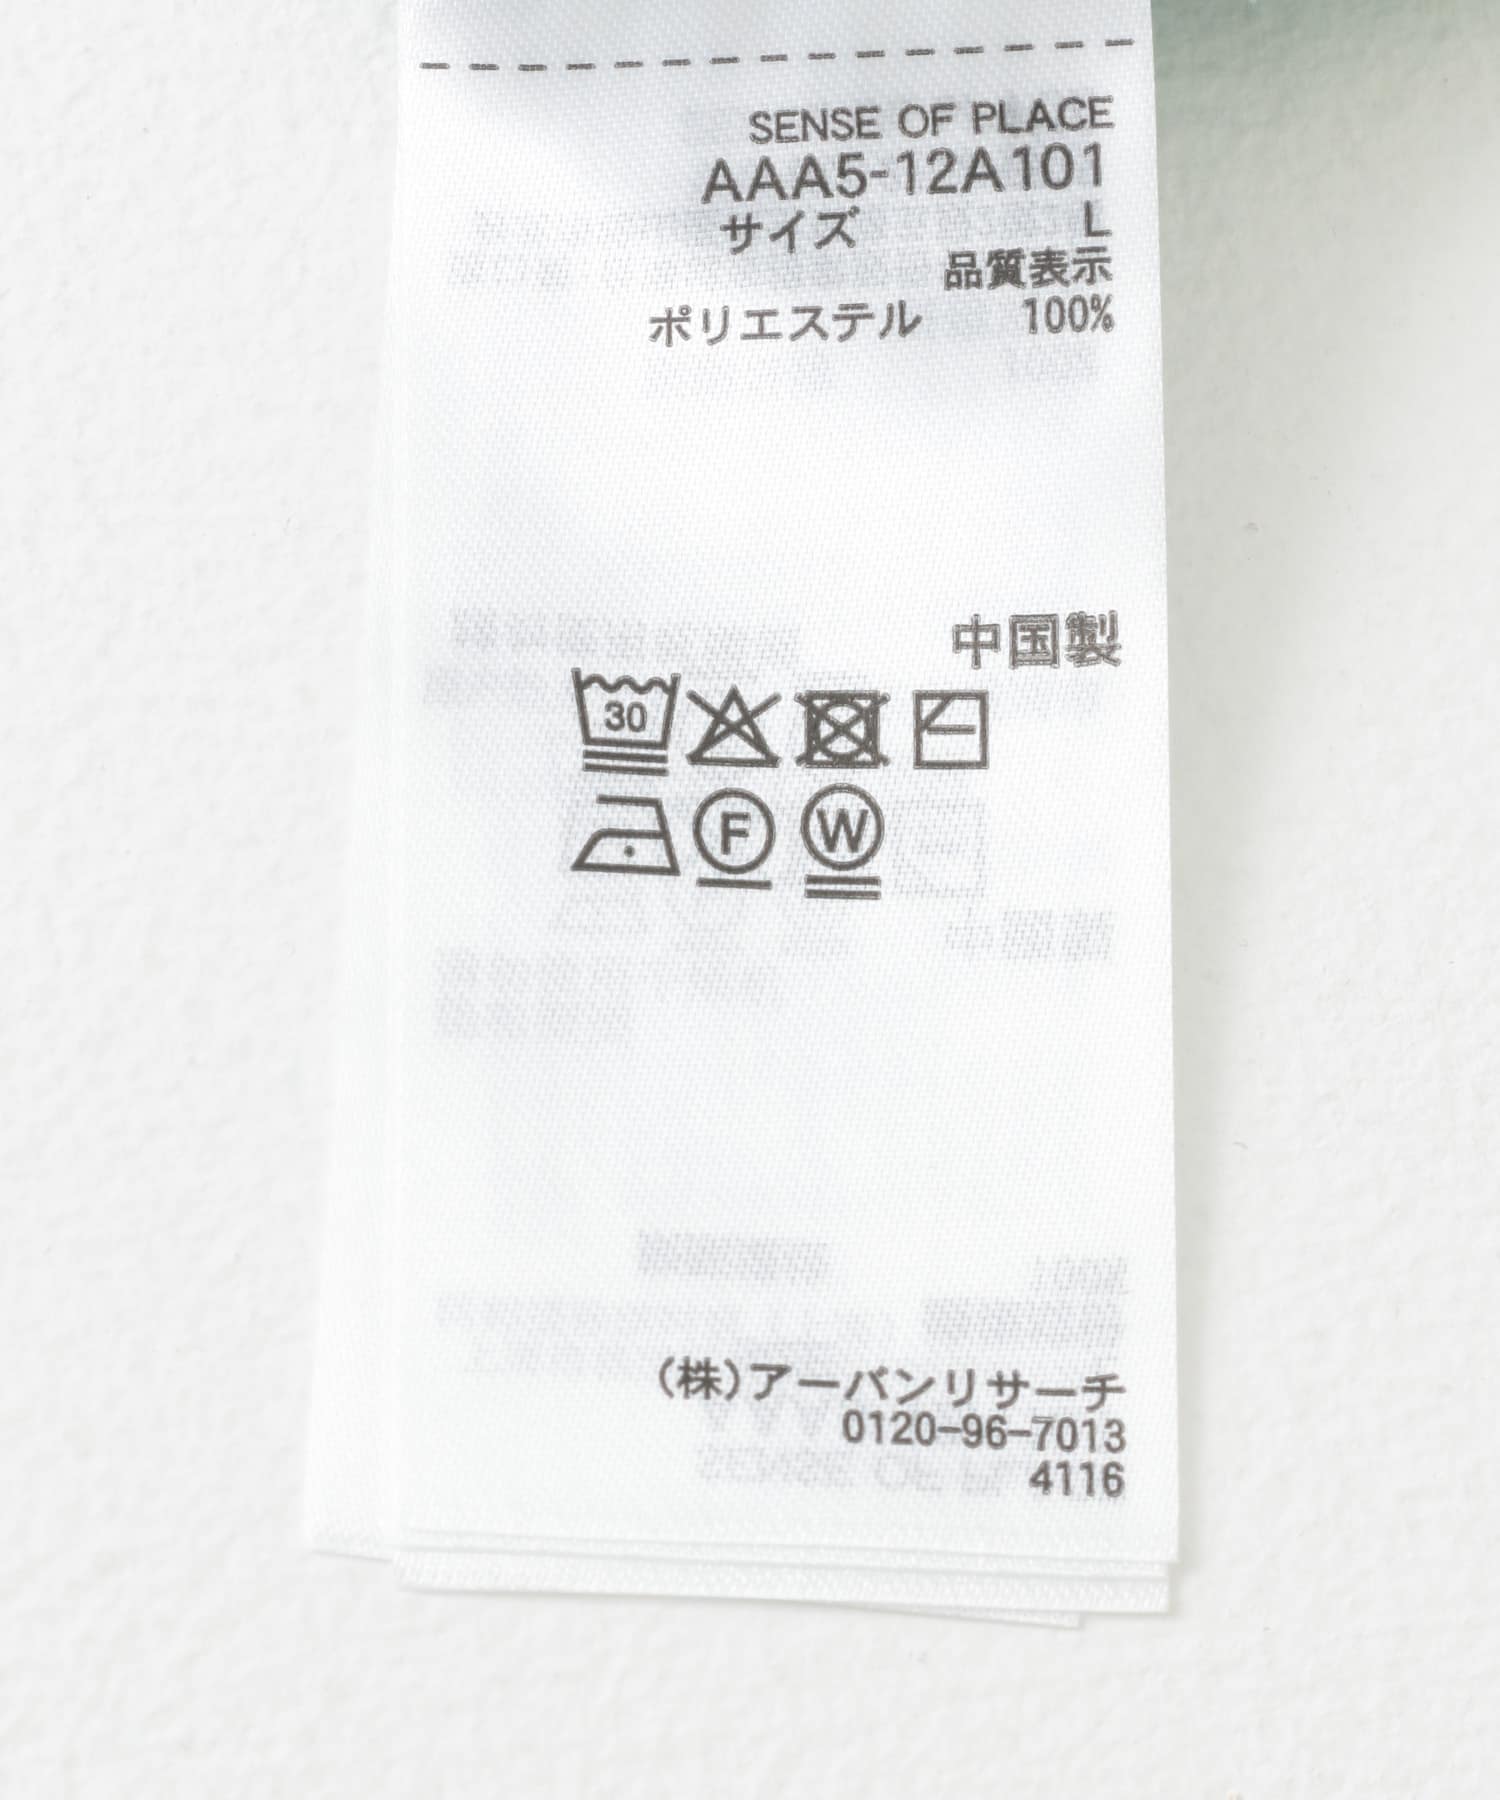 SENSE OF PLACE
AAA5-12A101
サイズ L
品質表示
ポリエステル 100%
中国製
30
F W
(株)アーバンリサーチ
0120-96-7013
4116